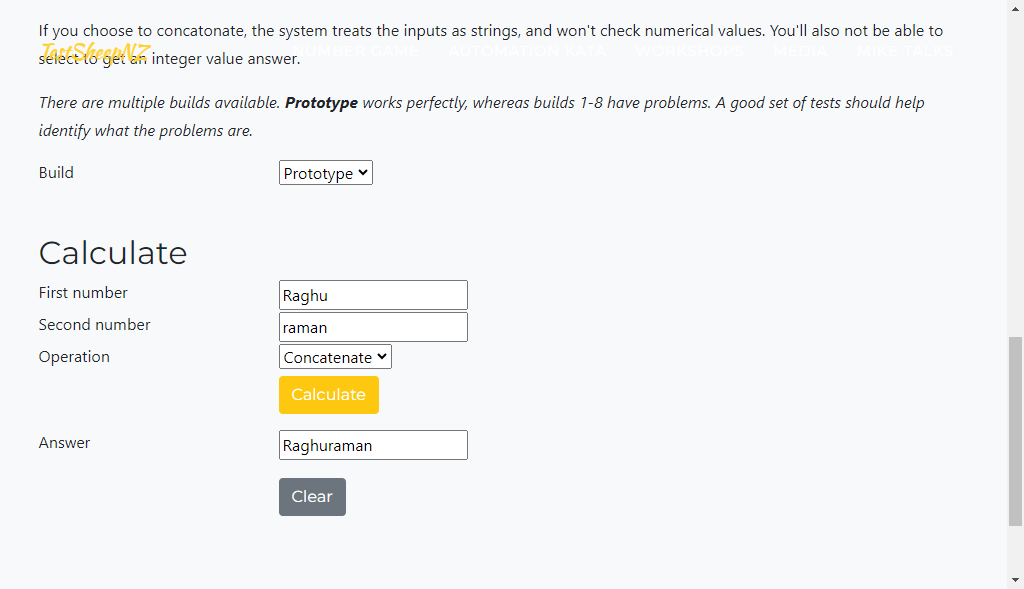 If you choose to concatonate, the system treats the inputs as strings, and won't check numerical values. You'll also not be able to
TestSheepNZ NUMBER GAME AUTOMATION KATA WORKSHOPS MIKE TALKS
select to get an integer value answer.
There are multiple builds available. Prototype works perfectly, whereas builds 1-8 have problems. A good set of tests should help
identify what the problems are.
Build Prototype
Calculate
First number Raghu
Second number raman
Operation Concatenate
Calculate
Answer Raghuraman
Clear